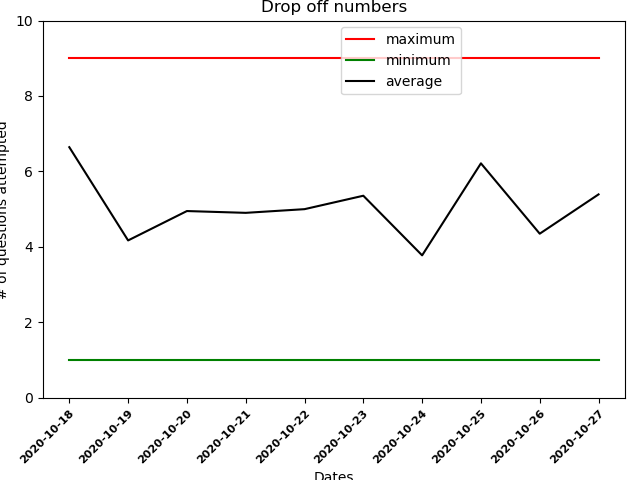 Drop off numbers
maximum
minimum
average
# of questions attempted
10
8
6
4
2
0
2020-10-18
2020-10-19
2020-10-20
2020-10-21
2020-10-22
2020-10-23
2020-10-24
2020-10-25
2020-10-26
2020-10-27
Dates